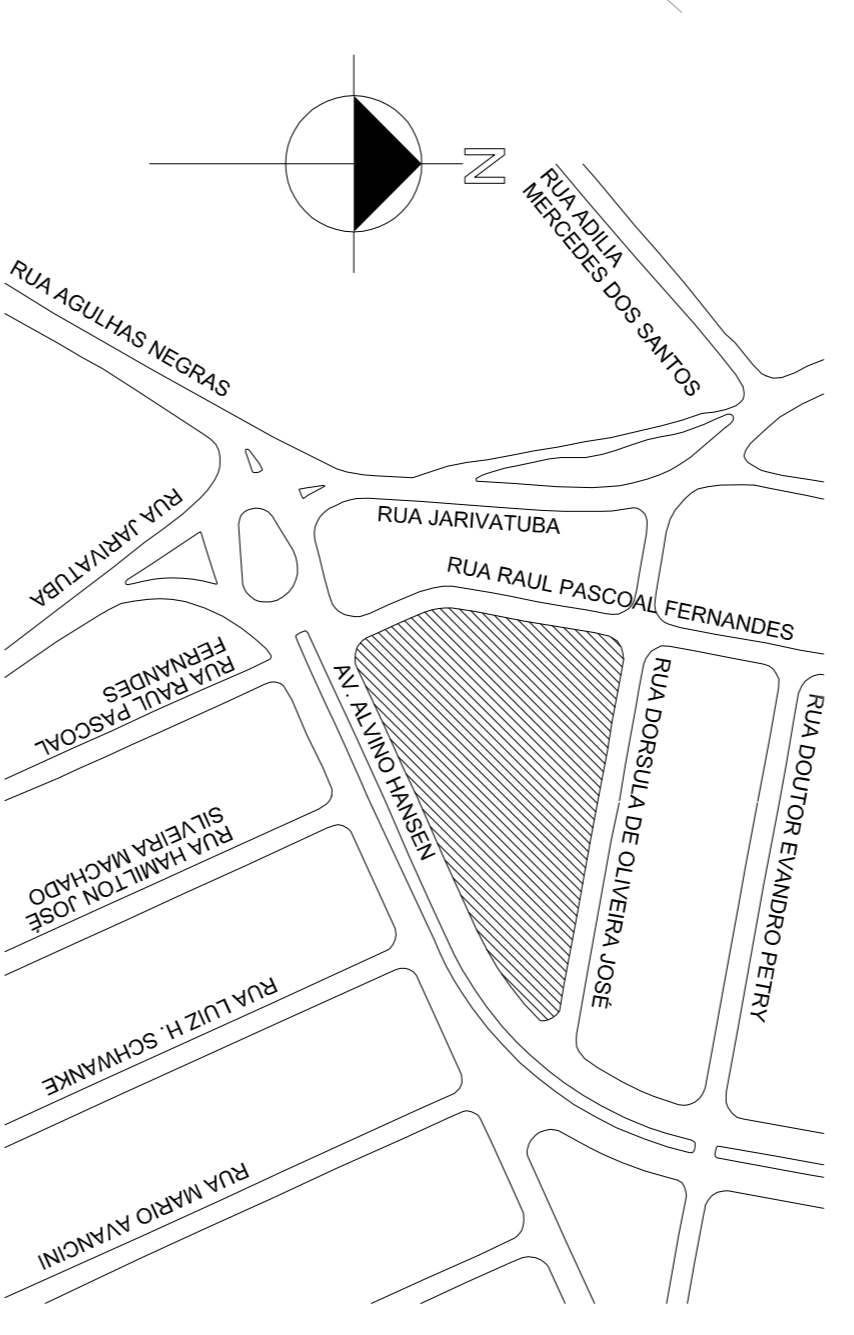 N
RUA ADILIA
MERCEDES DOS SANTOS
RUA AGULHAS NEGRAS
RUA JARIVATUBA
RUA JARIVATUBA
RUA RAUL PASCOAL FERNANDES
RUA RAUL PASCOAL
FERNANDES
AV. ALVINO HANSEN
RUA DORSULA DE OLIVEIRA JOSÉ
RUA DOUTOR EVANDRO PETRY
RUA HAMILTON JOSÉ
SILVEIRA MACHADO
RUA LUIZ H. SCHWANKE
RUA MARIO AVANCINI